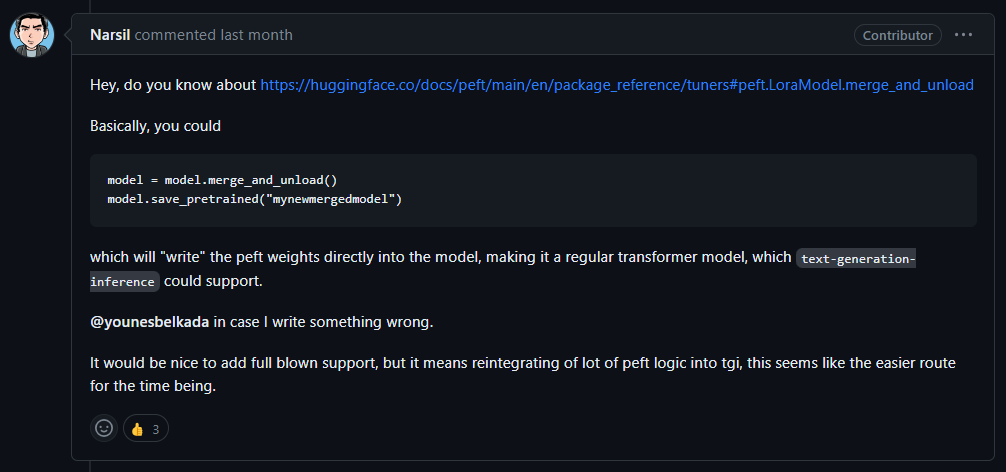 Narsil commented last month
Contributor
Hey, do you know about https://huggingface.co/docs/peft/main/en/package_reference/tuners#peft.LoraModel.merge_and_unload
Basically, you could
model = model.merge_and_unload()
model.save_pretrained("mynewmergedmodel")
which will "write" the peft weights directly into the model, making it a regular transformer model, which text-generation-
inference could support.
@younesbelkada in case I write something wrong.
It would be nice to add full blown support, but it means reintegrating of lot of peft logic into tgi, this seems like the easier route
for the time being.
👍 3